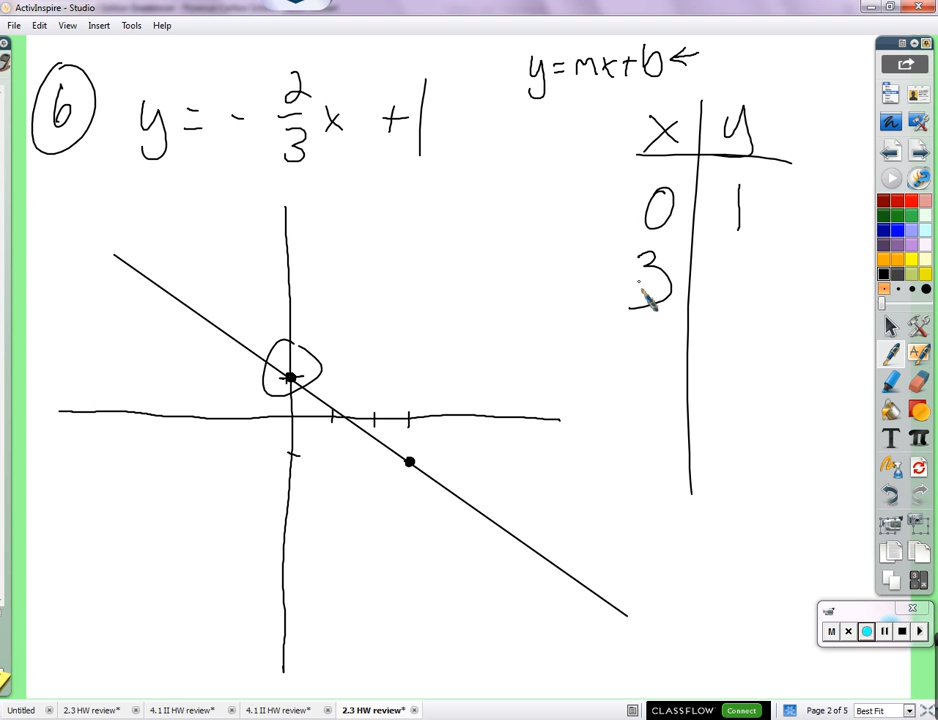 ActivInspire - Studio
File Edit View Insert Tools Help
y = mx + b ←
6 y = - 2/3 x + 1
x y
0 1
3
M
CLASSFLOW Connect Page 2 of 5 Best Fit
Untitled 2.3 HW review* 4.1 II HW review* 4.1 II HW review* 2.3 HW review*